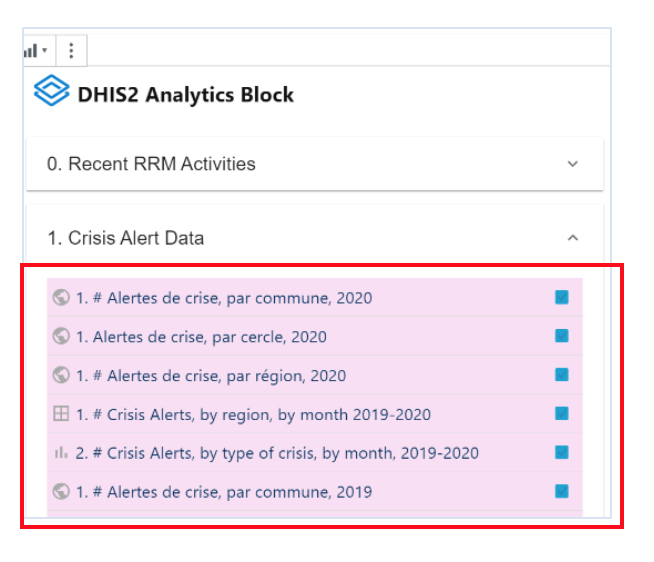 DHIS2 Analytics Block
0. Recent RRM Activities
1. Crisis Alert Data
1. # Alertes de crise, par commune, 2020
1. Alertes de crise, par cercle, 2020
1. # Alertes de crise, par région, 2020
1. # Crisis Alerts, by region, by month 2019-2020
2. # Crisis Alerts, by type of crisis, by month, 2019-2020
1. # Alertes de crise, par commune, 2019